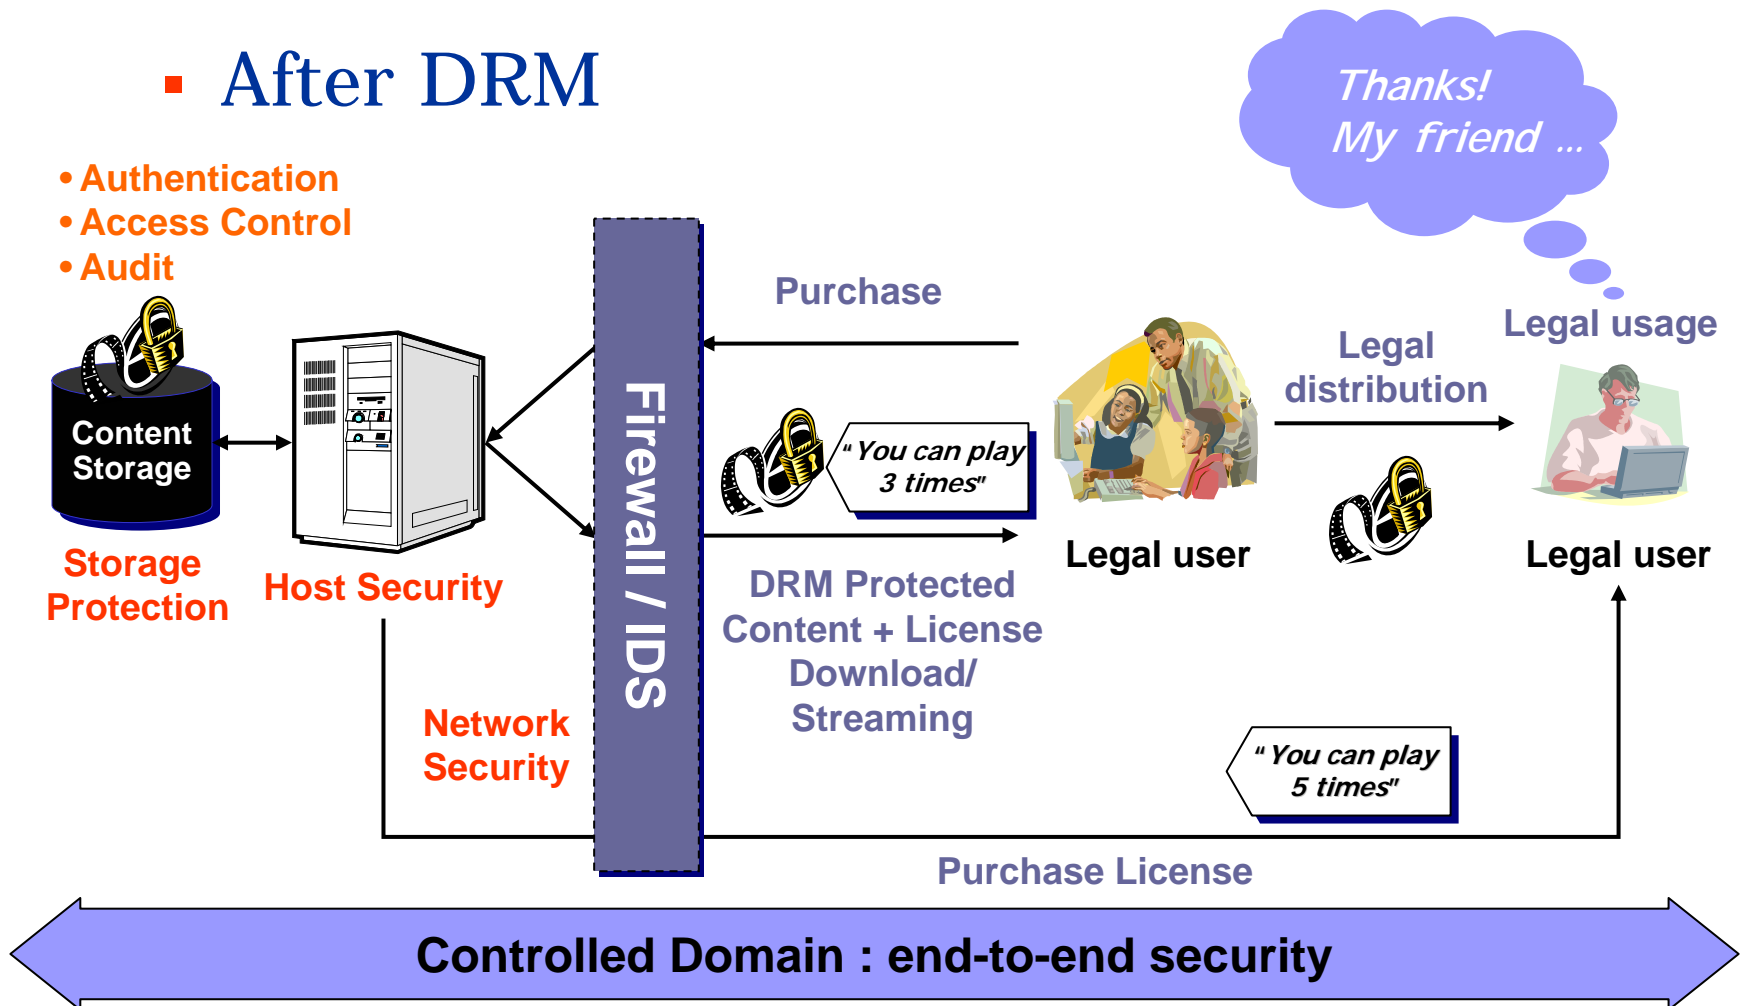 ▪ After DRM
Thanks!
My friend ...
• Authentication
• Access Control
• Audit
Content
Storage
Storage
Protection
Host Security
Network
Security
Firewall / IDS
Purchase
“You can play
3 times”
DRM Protected
Content + License
Download/
Streaming
Legal user
Legal
distribution
Legal usage
Legal user
“You can play
5 times”
Purchase License
Controlled Domain : end-to-end security